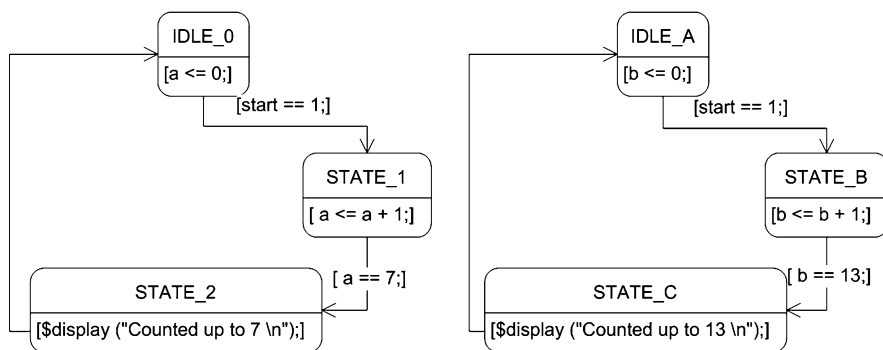 IDLE_0
[a <= 0;]
[start == 1;]
STATE_1
[ a <= a + 1;]
[ a == 7;]
STATE_2
[$display ("Counted up to 7 \n");]
IDLE_A
[b <= 0;]
[start == 1;]
STATE_B
[b <= b + 1;]
[ b == 13;]
STATE_C
[$display ("Counted up to 13 \n");]